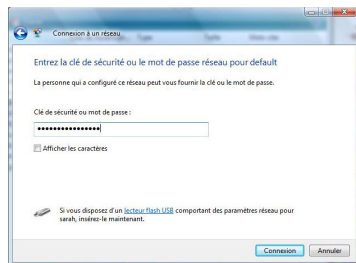 Connexion à un réseau
Entrez la clé de sécurité ou le mot de passe réseau pour default
La personne qui a configuré ce réseau peut vous fournir la clé ou le mot de passe.
Clé de sécurité ou mot de passe :
••••••••••••••••
Afficher les caractères
Si vous disposez d'un lecteur flash USB comportant des paramètres réseau pour
sarah, insérez-le maintenant.
Connexion
Annuler